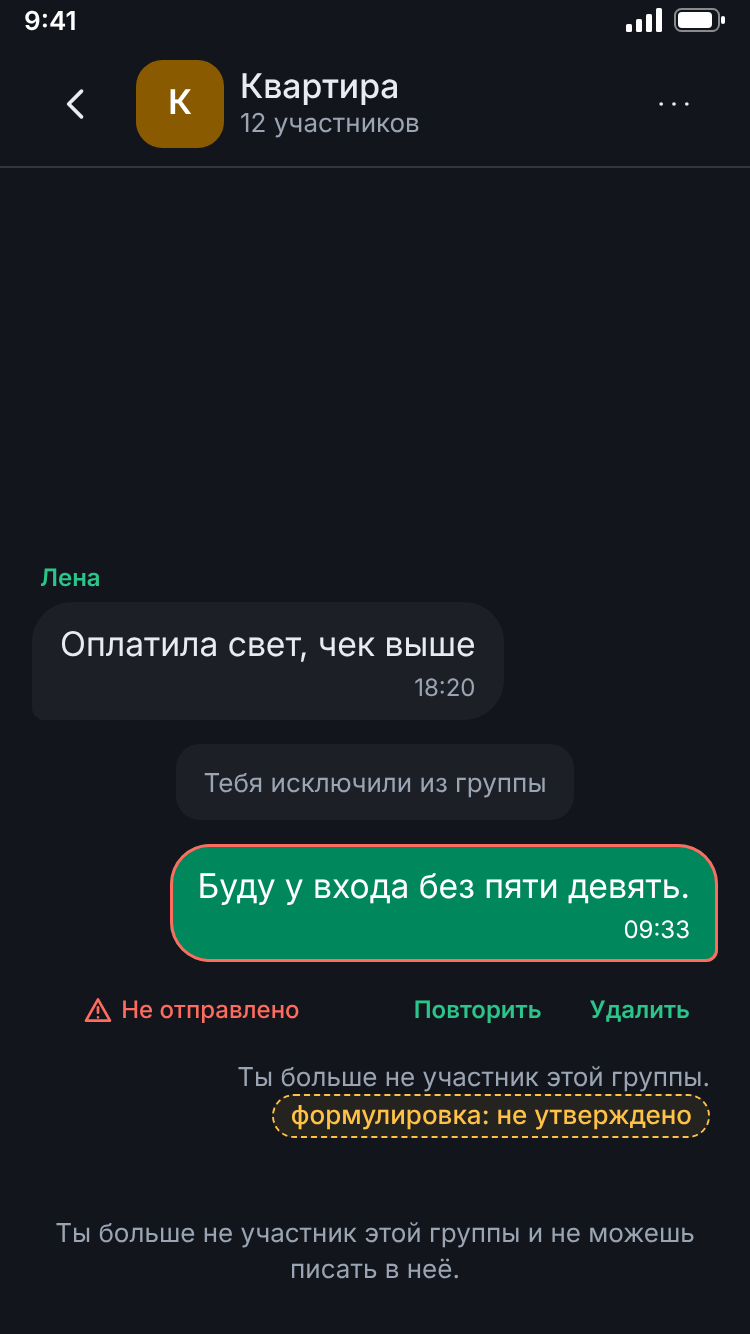 9:41
К
Квартира
12 участников
...
Лена
Оплатила свет, чек выше
18:20
Тебя исключили из группы
Буду у входа без пяти девять.
09:33
Не отправлено
Повторить
Удалить
Ты больше не участник этой группы.
формулировка: не утверждено
Ты больше не участник этой группы и не можешь
писать в неё.